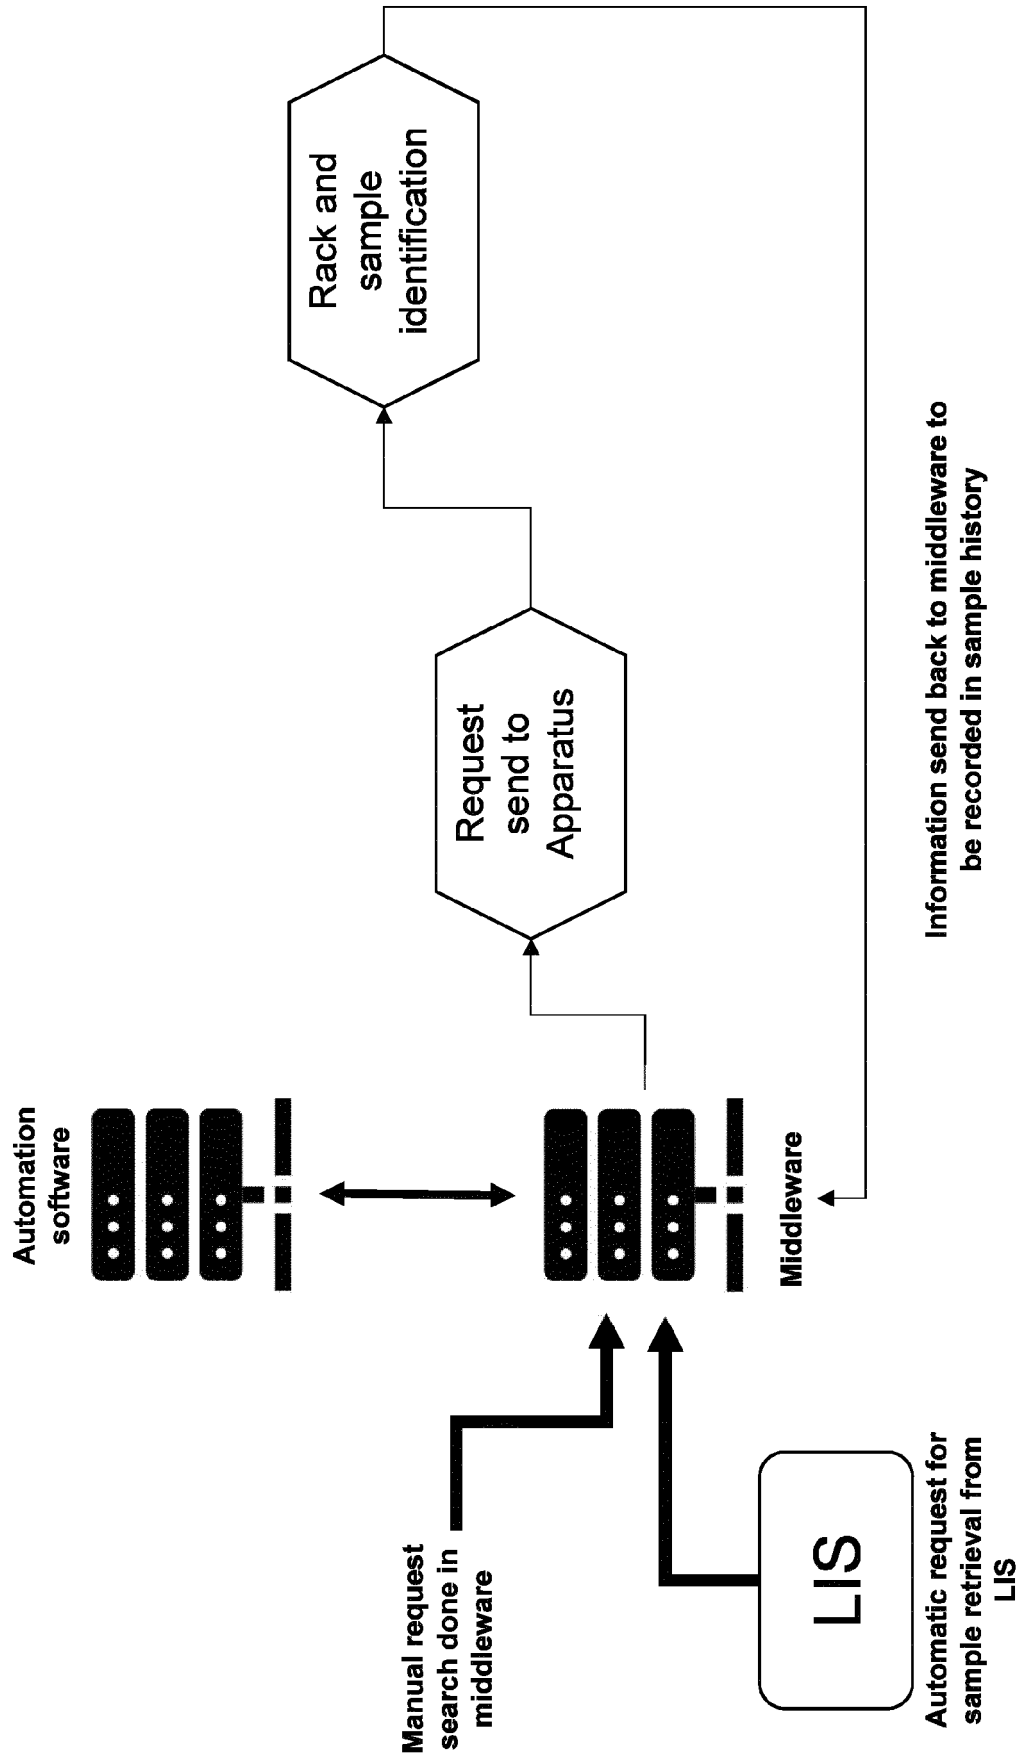 Automation
software
Manual request
search done in
middleware
LIS
Automatic request for
sample retrieval from
LIS
Middleware
Request
send to
Apparatus
Rack and
sample
identification
Information send back to middleware to
be recorded in sample history